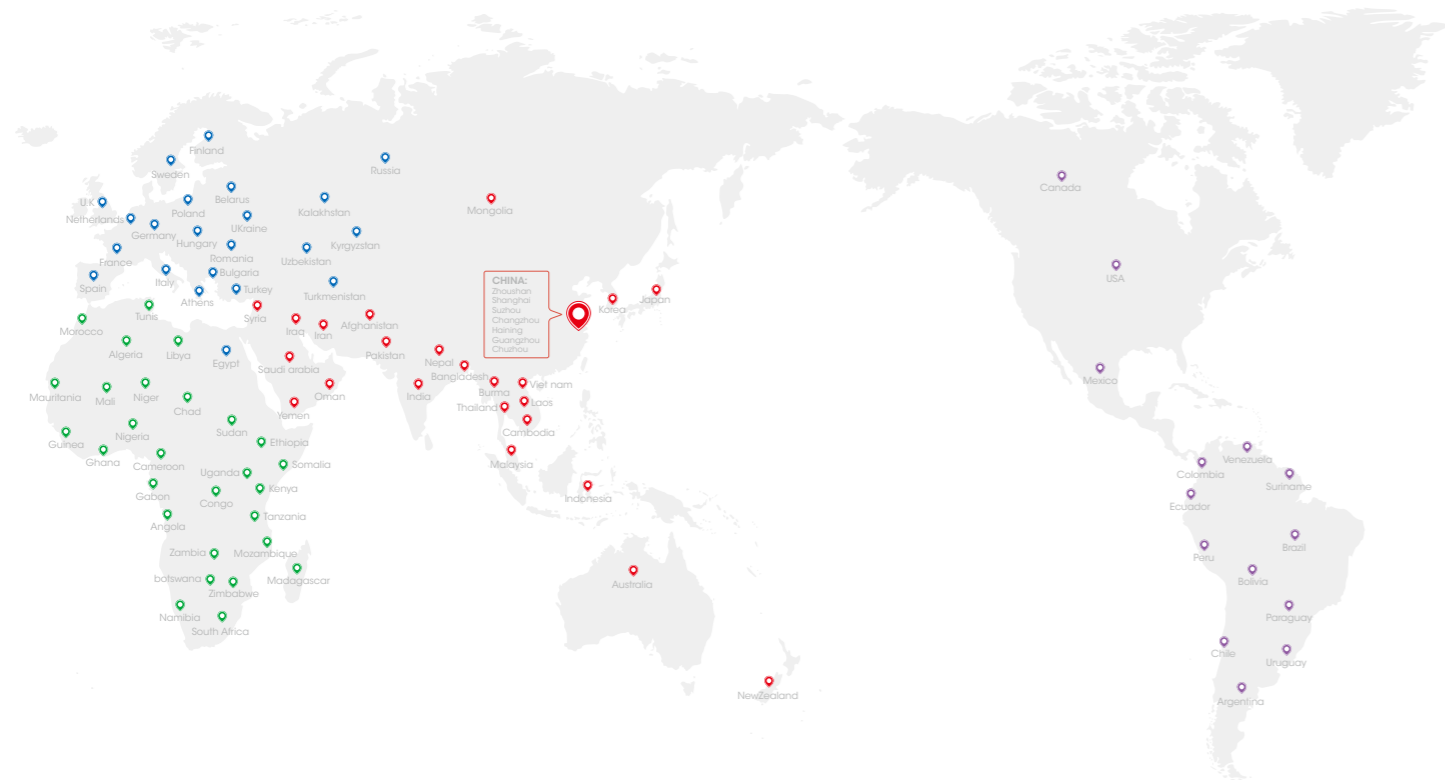 Finland
Sweden
Russia
Canada
Belarus
U.K
Poland
Kalakhstan
Mongolia
Netherlands
Germany
UKraine
Hungary
Kyrgyzstan
France
Romania
Uzbekistan
USA
Bulgaria
Italy
Spain
Turkey
Turkmenistan
Athens
CHINA:
Zhoushan
Shanghai
Suzhou
Changzhou
Haining
Guangzhou
Chuzhou
Japan
Korea
Tunis
Syria
Morocco
Iraq
Iran
Afghanistan
Algeria
Libya
Egypt
Pakistan
Nepal
Saudi arabia
Bangladesh
Mexico
Viet nam
Mauritania
Mali
Niger
Chad
Oman
India
Burma
Laos
Thailand
Yemen
Sudan
Cambodia
Nigeria
Guinea
Ethiopia
Ghana
Cameroon
Somalia
Malaysia
Venezuela
Uganda
Colombia
Suriname
Gabon
Kenya
Congo
Indonesia
Ecuador
Angola
Tanzania
Zambia
Mozambique
Brazil
Peru
botswana
Madagascar
Australia
Bolivia
Zimbabwe
Namibia
South Africa
Paraguay
Chile
Uruguay
NewZealand
Argentina